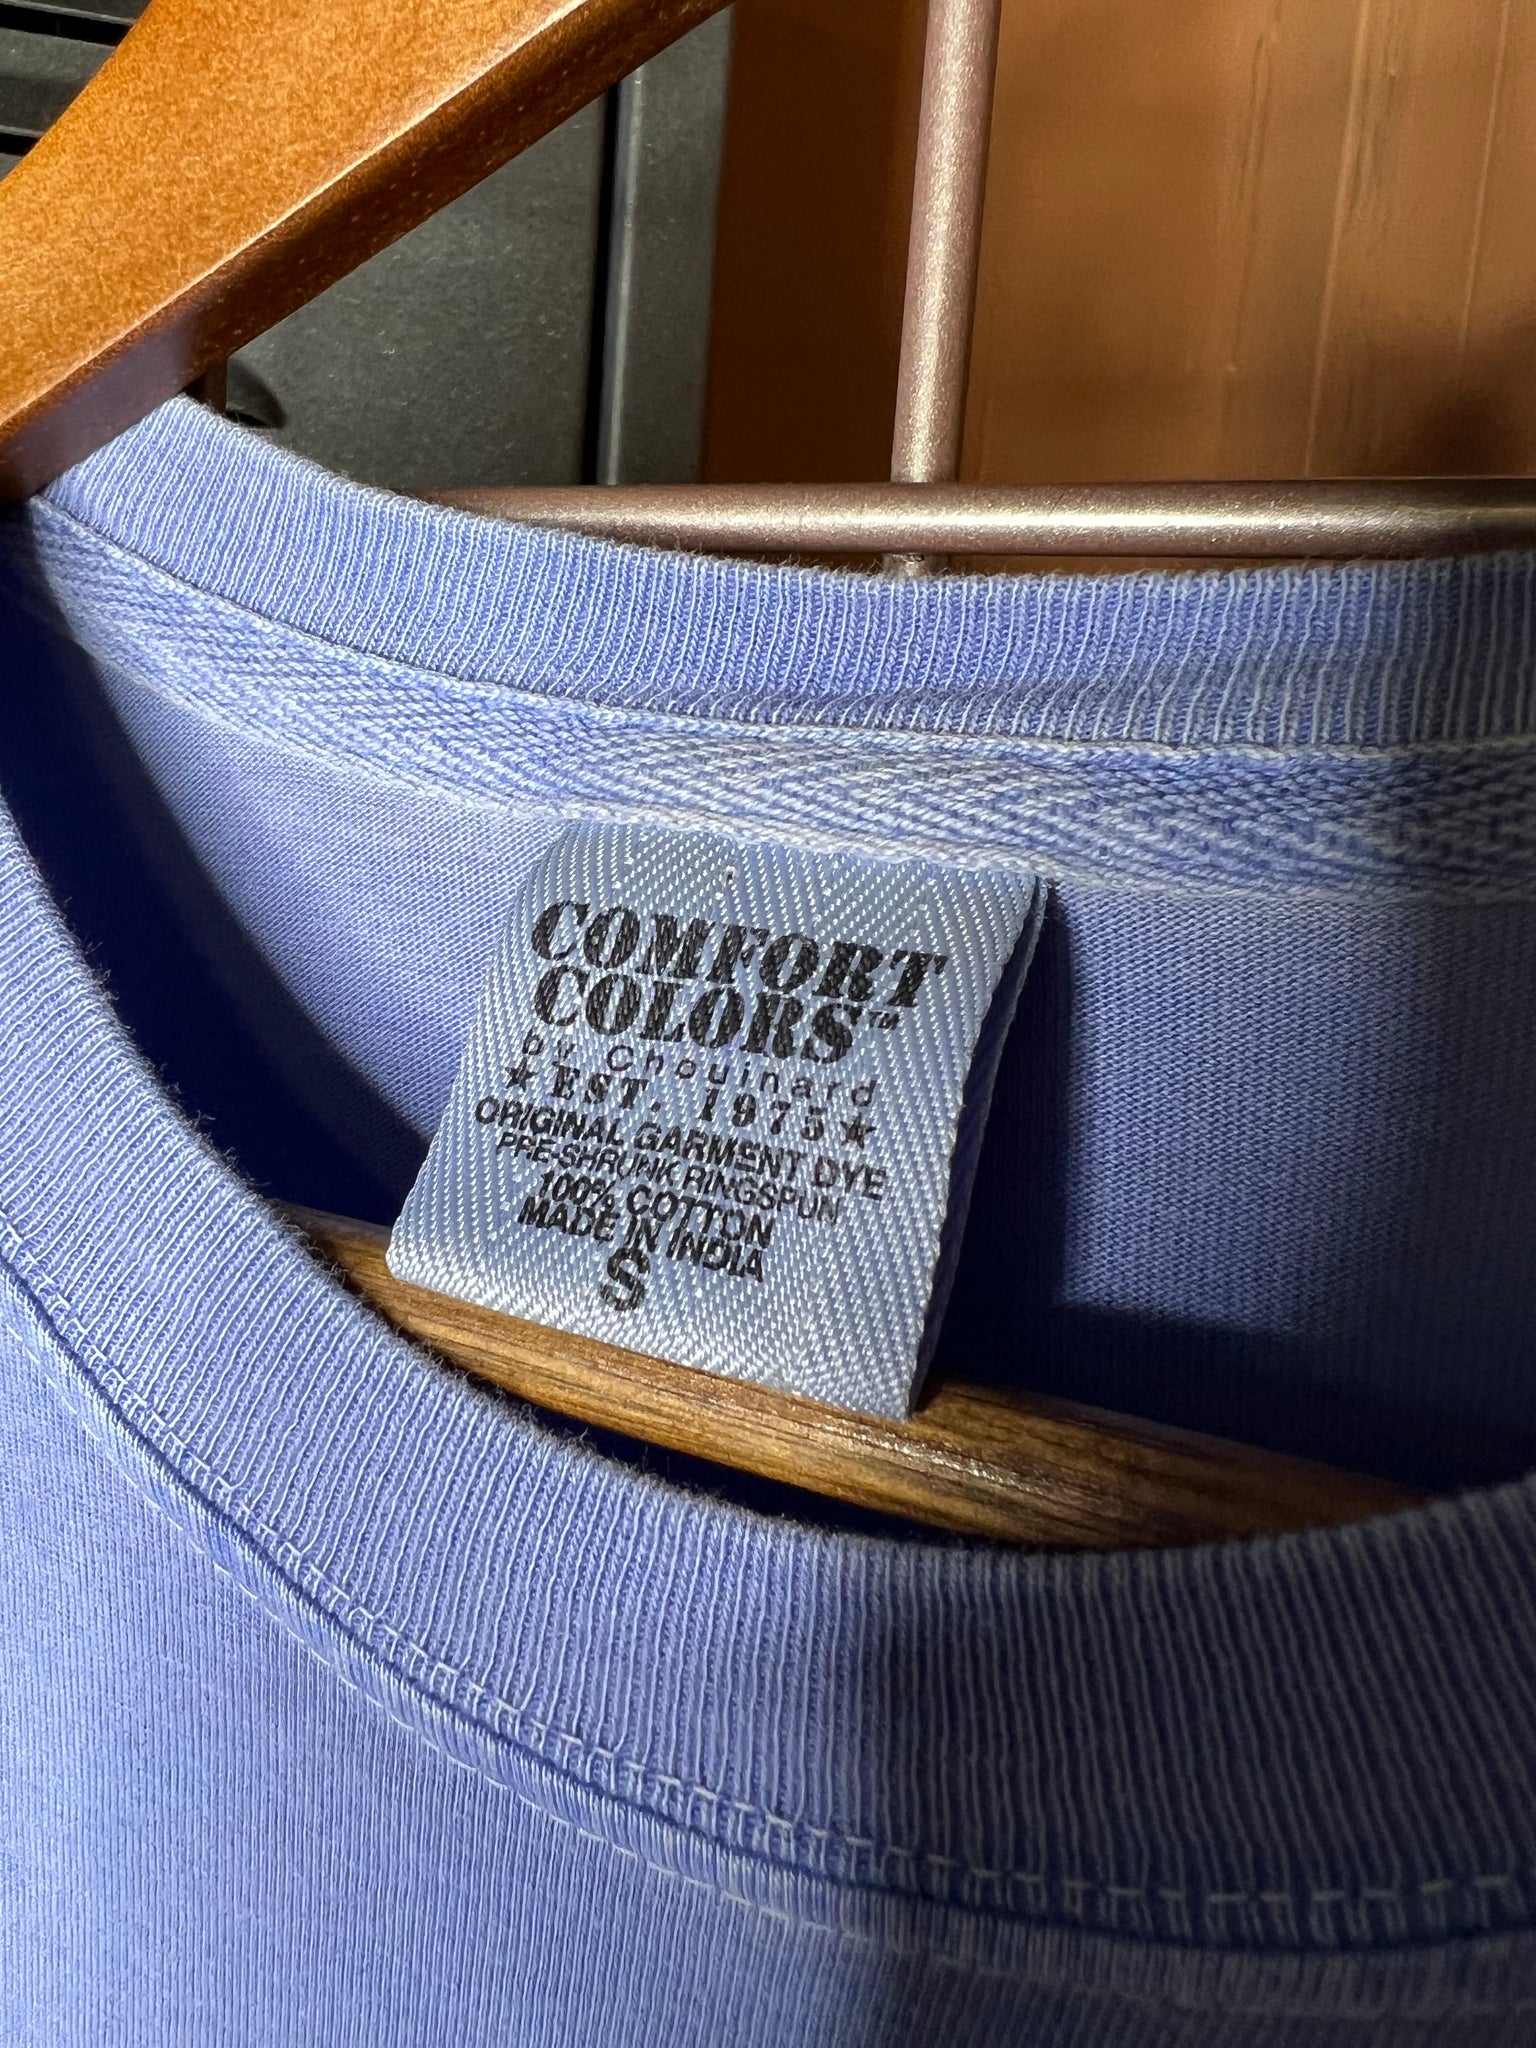 COMFORT
COLORS™
by Chouinard
★ EST. 1975 ★
ORIGINAL GARMENT DYE
PRE-SHRUNK RINGSPUN
100% COTTON
MADE IN INDIA
S